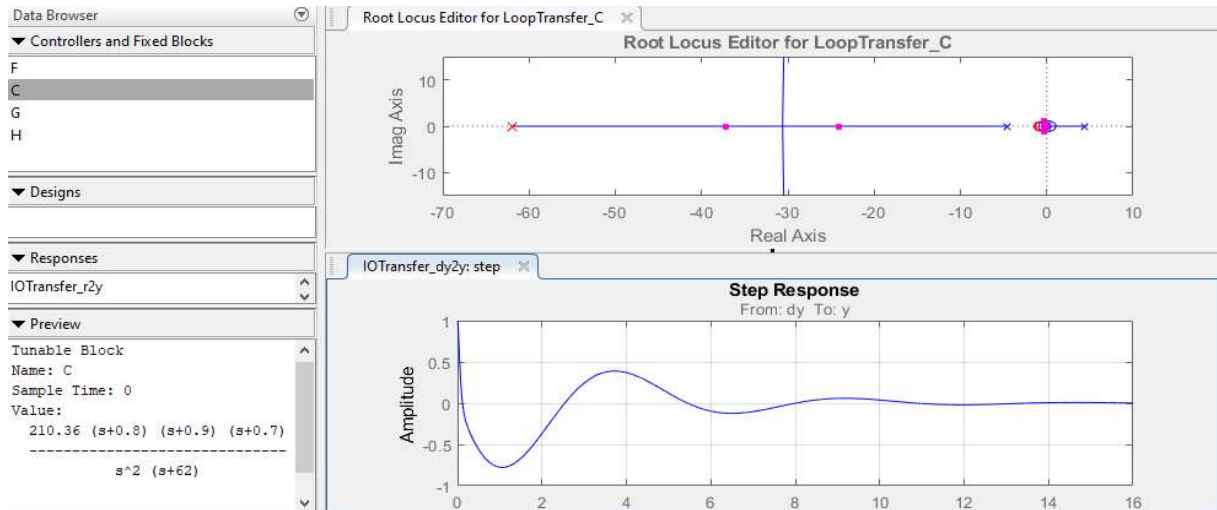 Data Browser
▼ Controllers and Fixed Blocks
F
C
G
H
▼ Designs
▼ Responses
IOTransfer_r2y
▼ Preview
Tunable Block
Name: C
Sample Time: 0
Value:
210.36 (s+0.8) (s+0.9) (s+0.7)
-------------------------------
s^2 (s+62)
Root Locus Editor for LoopTransfer_C
Root Locus Editor for LoopTransfer_C
Imag Axis
10
0
-10
-70 -60 -50 -40 -30 -20 -10 0 10
Real Axis
IOTransfer_dy2y: step
Step Response
From: dy To: y
Amplitude
1
0.5
0
-0.5
-1
0 2 4 6 8 10 12 14 16